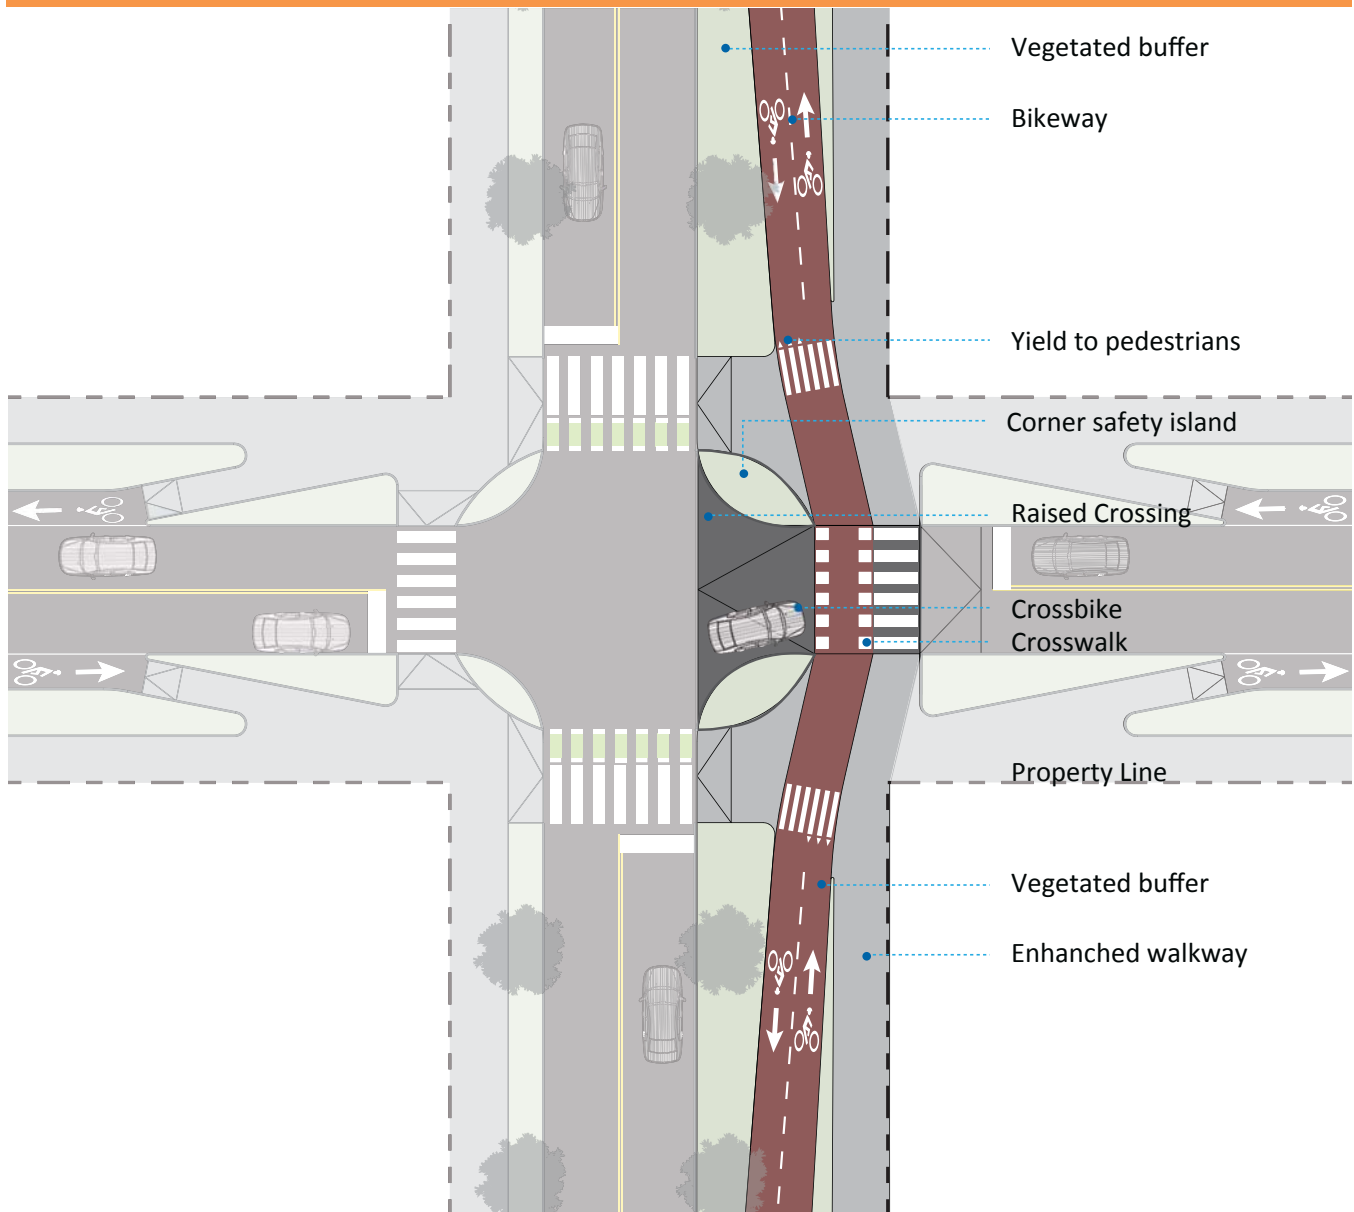 Vegetated buffer
Bikeway
Yield to pedestrians
Corner safety island
Raised Crossing
Crossbike
Crosswalk
Property Line
Vegetated buffer
Enhanched walkway